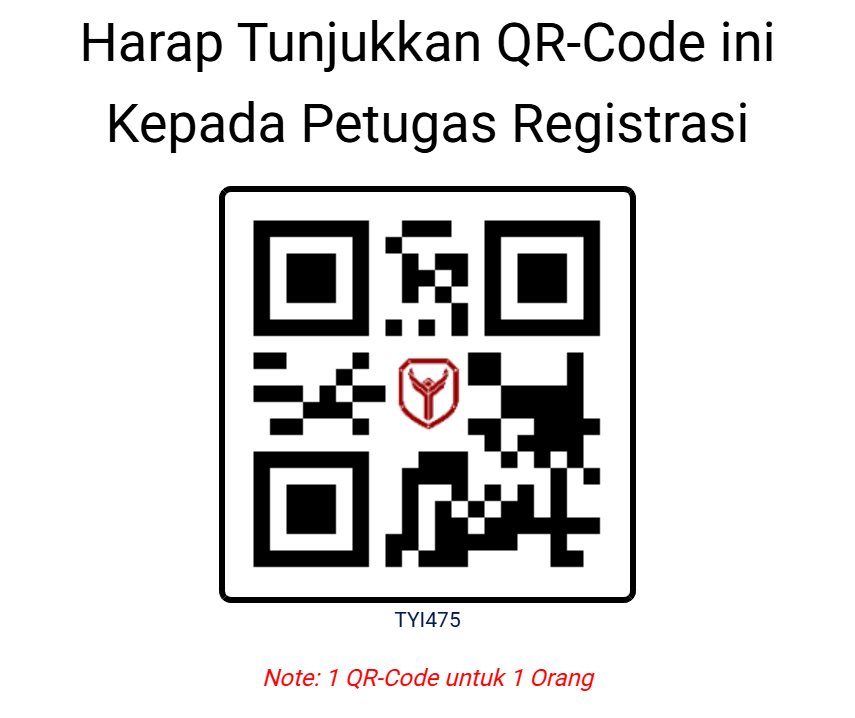 Harap Tunjukkan QR-Code ini
Kepada Petugas Registrasi
TYI475
Note: 1 QR-Code untuk 1 Orang